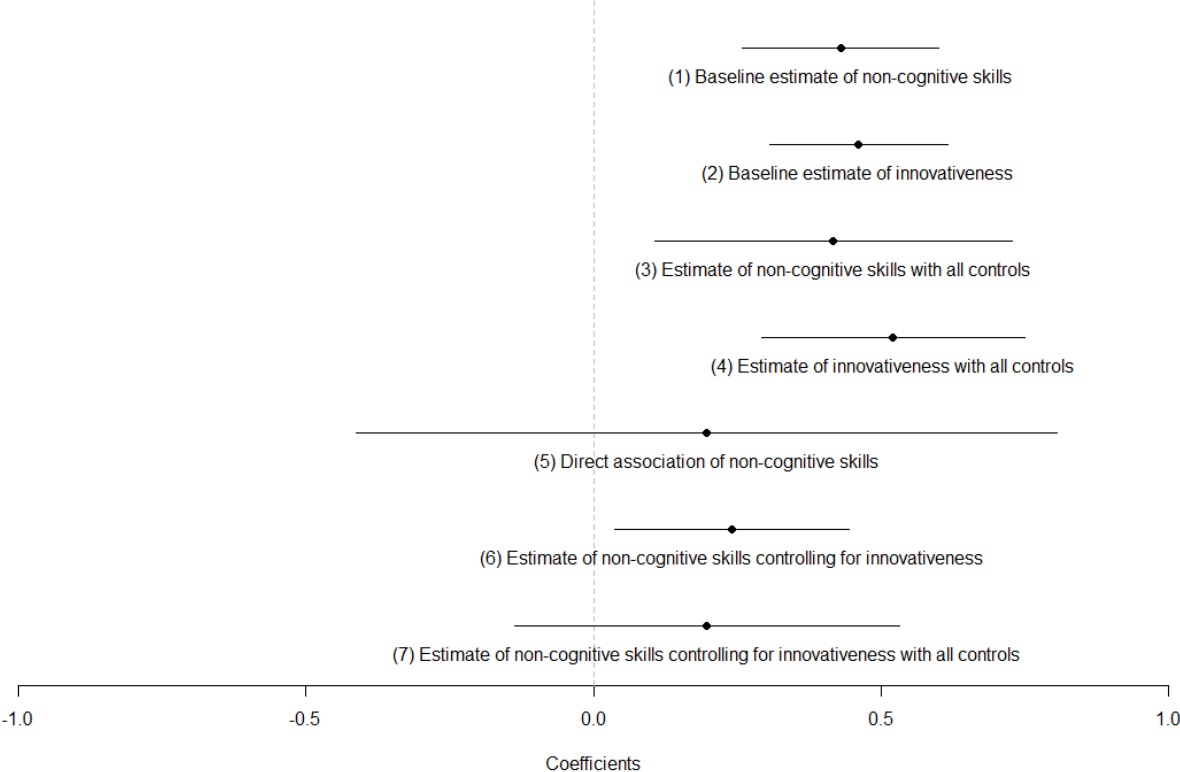 (1) Baseline estimate of non-cognitive skills
(2) Baseline estimate of innovativeness
(3) Estimate of non-cognitive skills with all controls
(4) Estimate of innovativeness with all controls
(5) Direct association of non-cognitive skills
(6) Estimate of non-cognitive skills controlling for innovativeness
(7) Estimate of non-cognitive skills controlling for innovativeness with all controls
-1.0 -0.5 0.0 0.5 1.0
Coefficients